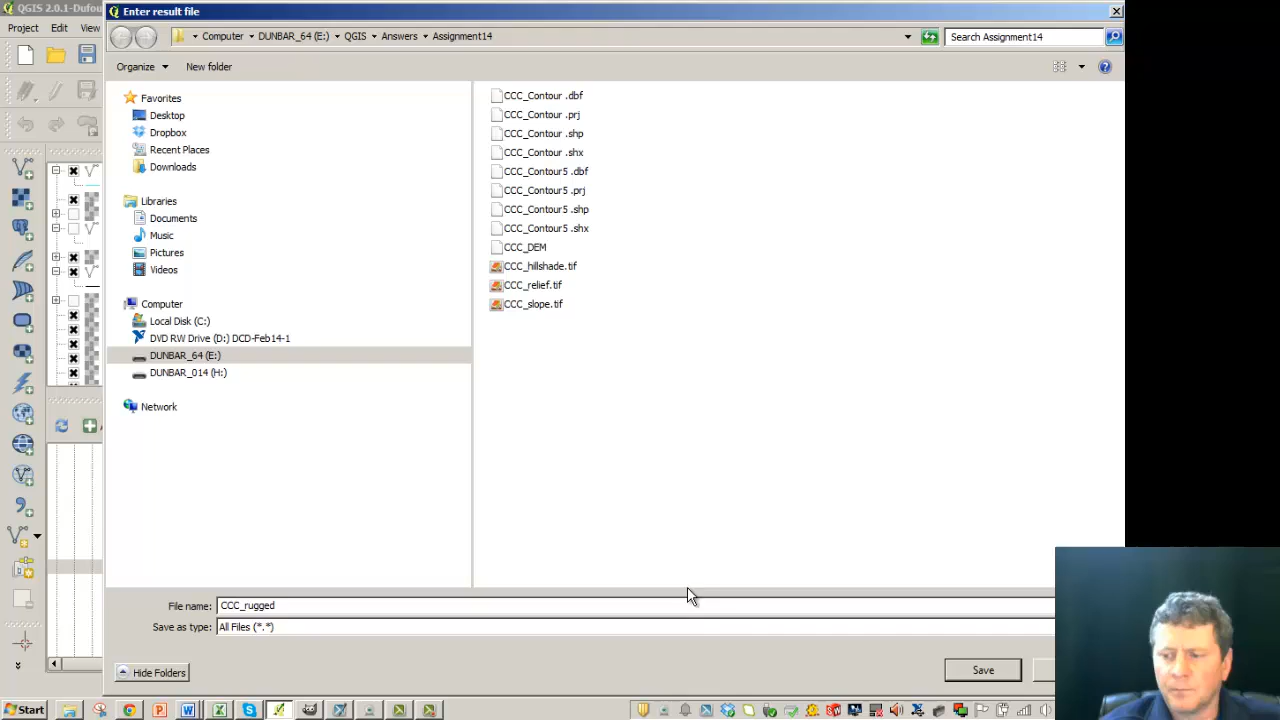 QGIS 2.0.1-Dufou
Enter result file
Project Edit View
Computer DUNBAR_64 (E:) QGIS Answers Assignment14
Search Assignment14
Organize New folder
Favorites
Desktop
Dropbox
Recent Places
Downloads
Libraries
Documents
Music
Pictures
Videos
Computer
Local Disk (C:)
DVD RW Drive (D:) DCD-Feb14-1
DUNBAR_64 (E:)
DUNBAR_014 (H:)
Network
CCC_Contour .dbf
CCC_Contour .prj
CCC_Contour .shp
CCC_Contour .shx
CCC_Contour5 .dbf
CCC_Contour5 .prj
CCC_Contour5 .shp
CCC_Contour5 .shx
CCC_DEM
CCC_hillshade.tif
CCC_relief.tif
CCC_slope.tif
File name: CCC_rugged
Save as type: All Files (*.*)
Hide Folders
Save
Start